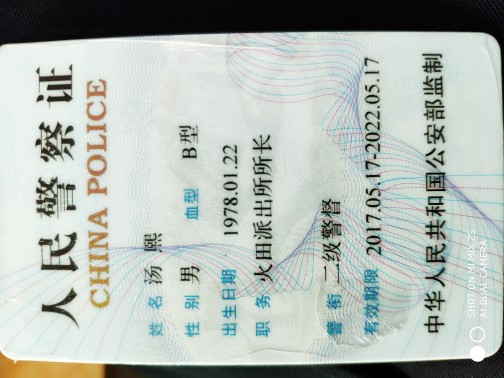 人民警察证
CHINA POLICE
姓名 汤熙
性别 男 血型 B型
出生日期 1978.01.22
职务 火田派出所所长
警衔 二级警督
有效期限 2017.05.17-2022.05.17
中华人民共和国公安部监制
SHOT ON MI MIX 2S
AI DUAL CAMERA